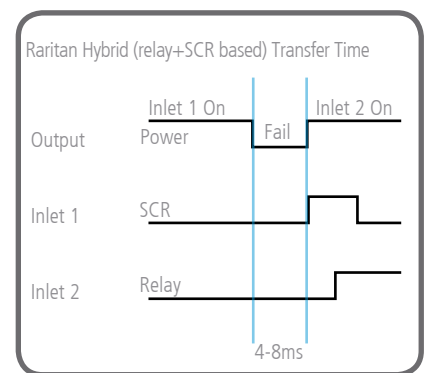 Raritan Hybrid (relay+SCR based) Transfer Time
Inlet 1 On
Inlet 2 On
Output
Power
Fail
Inlet 1
SCR
Inlet 2
Relay
4-8ms